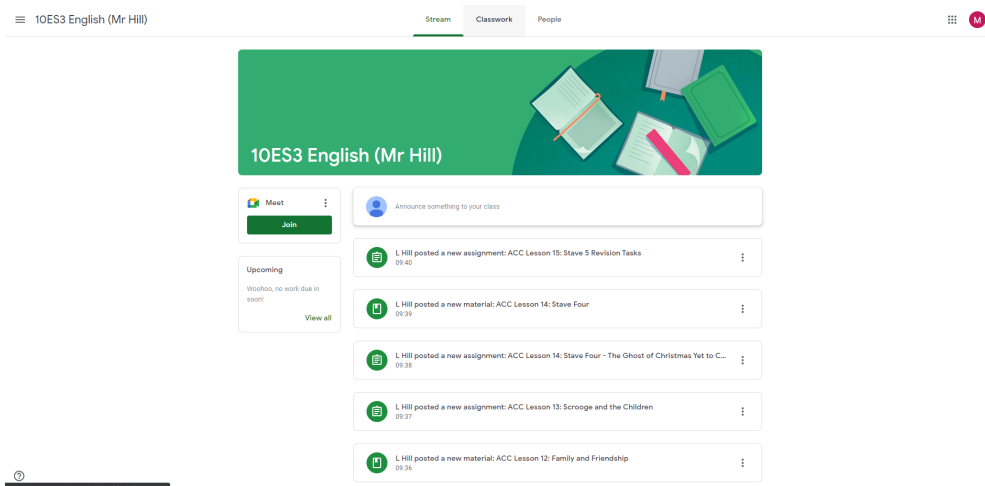 10ES3 English (Mr Hill)
Stream
Classwork
People
M
10ES3 English (Mr Hill)
Meet
Join
Upcoming
Woohoo, no work due in
soon!
View all
Announce something to your class
L Hill posted a new assignment: ACC Lesson 15: Stave 5 Revision Tasks
09:40
L Hill posted a new material: ACC Lesson 14: Stave Four
09:39
L Hill posted a new assignment: ACC Lesson 14: Stave Four - The Ghost of Christmas Yet to C...
09:38
L Hill posted a new assignment: ACC Lesson 13: Scrooge and the Children
09:37
L Hill posted a new material: ACC Lesson 12: Family and Friendship
09:36